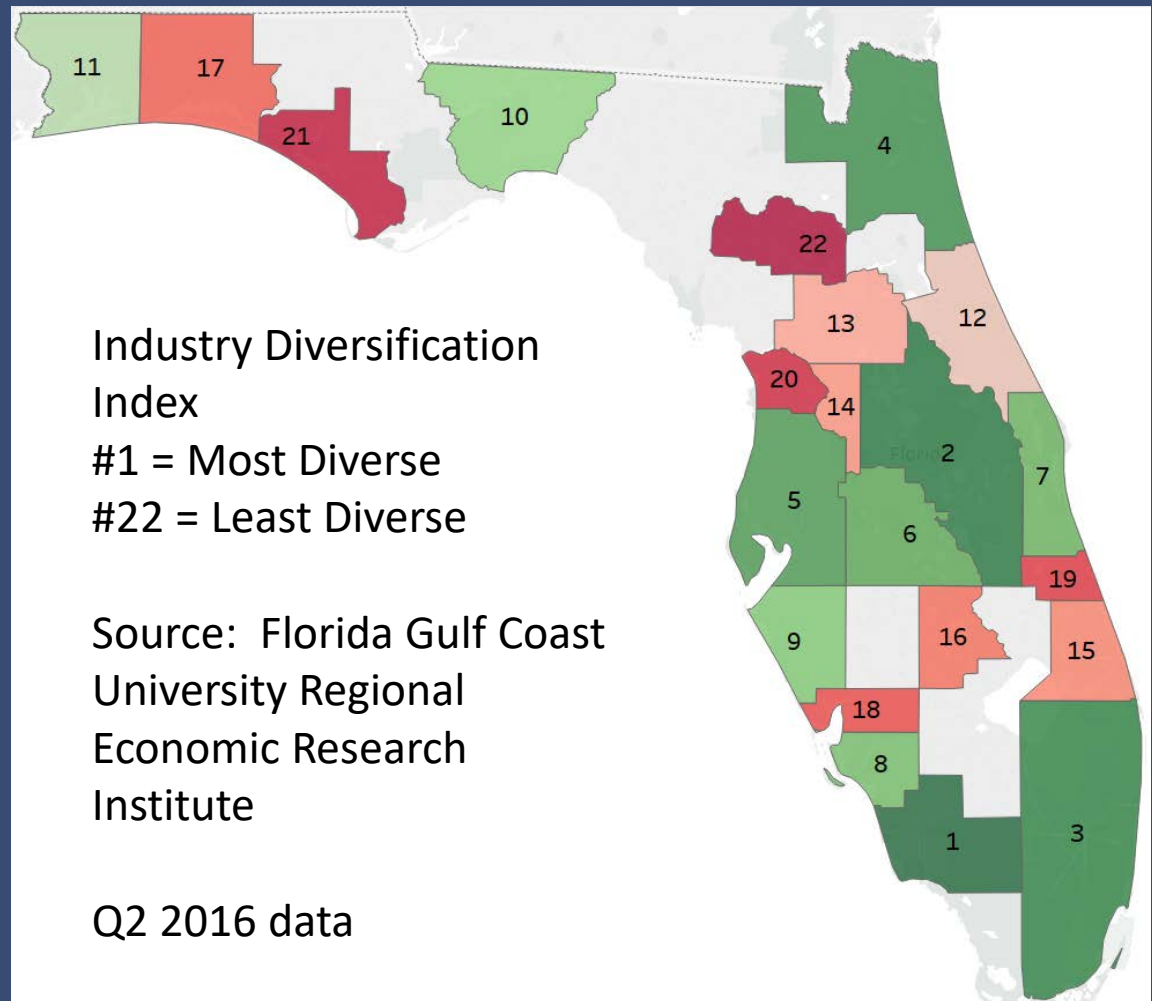 11
17
10
21
4
22
12
13
20
14
Florid
2
7
5
6
19
16
9
15
18
8
3
1
Industry Diversification
Index
#1 = Most Diverse
#22 = Least Diverse
Source: Florida Gulf Coast
University Regional
Economic Research
Institute
Q2 2016 data